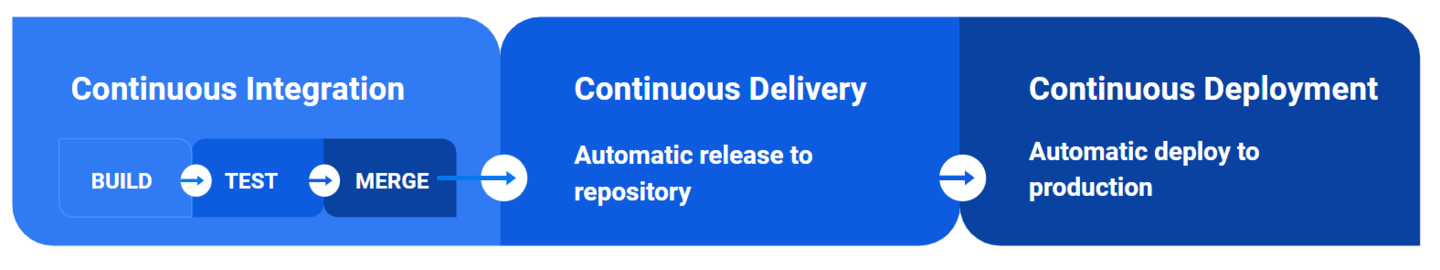 Continuous Integration
BUILD
TEST
MERGE
Continuous Delivery
Automatic release to
repository
Continuous Deployment
Automatic deploy to
production